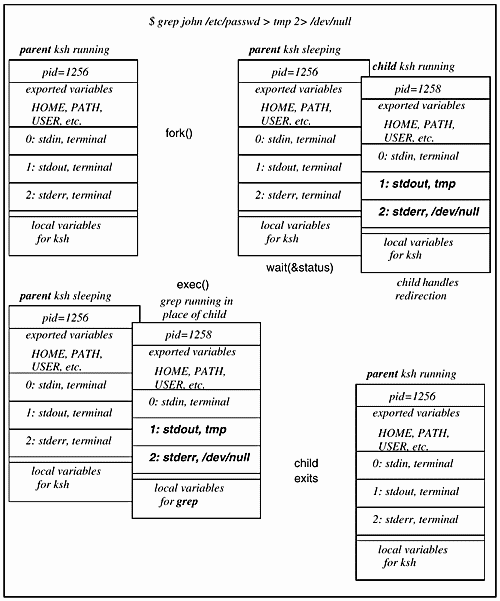 $ grep john /etc/passwd > tmp 2> /dev/null
parent ksh running
pid=1256
exported variables
HOME, PATH,
USER, etc.
0: stdin, terminal
1: stdout, terminal
2: stderr, terminal
local variables
for ksh
fork()
parent ksh sleeping
pid=1256
exported variables
HOME, PATH,
USER, etc.
0: stdin, terminal
1: stdout, terminal
2: stderr, terminal
local variables
for ksh
wait(&status)
child ksh running
pid=1258
exported variables
HOME, PATH,
USER, etc.
0: stdin, terminal
1: stdout, tmp
2: stderr, /dev/null
local variables
for ksh
child handles
redirection
parent ksh sleeping
pid=1256
exported variables
HOME, PATH,
USER, etc.
0: stdin, terminal
1: stdout, terminal
2: stderr, terminal
local variables
for ksh
exec()
grep running in
place of child
pid=1258
exported variables
HOME, PATH,
USER, etc.
0: stdin, terminal
1: stdout, tmp
2: stderr, /dev/null
local variables
for grep
child
exits
parent ksh running
pid=1256
exported variables
HOME, PATH,
USER, etc.
0: stdin, terminal
1: stdout, terminal
2: stderr, terminal
local variables
for ksh